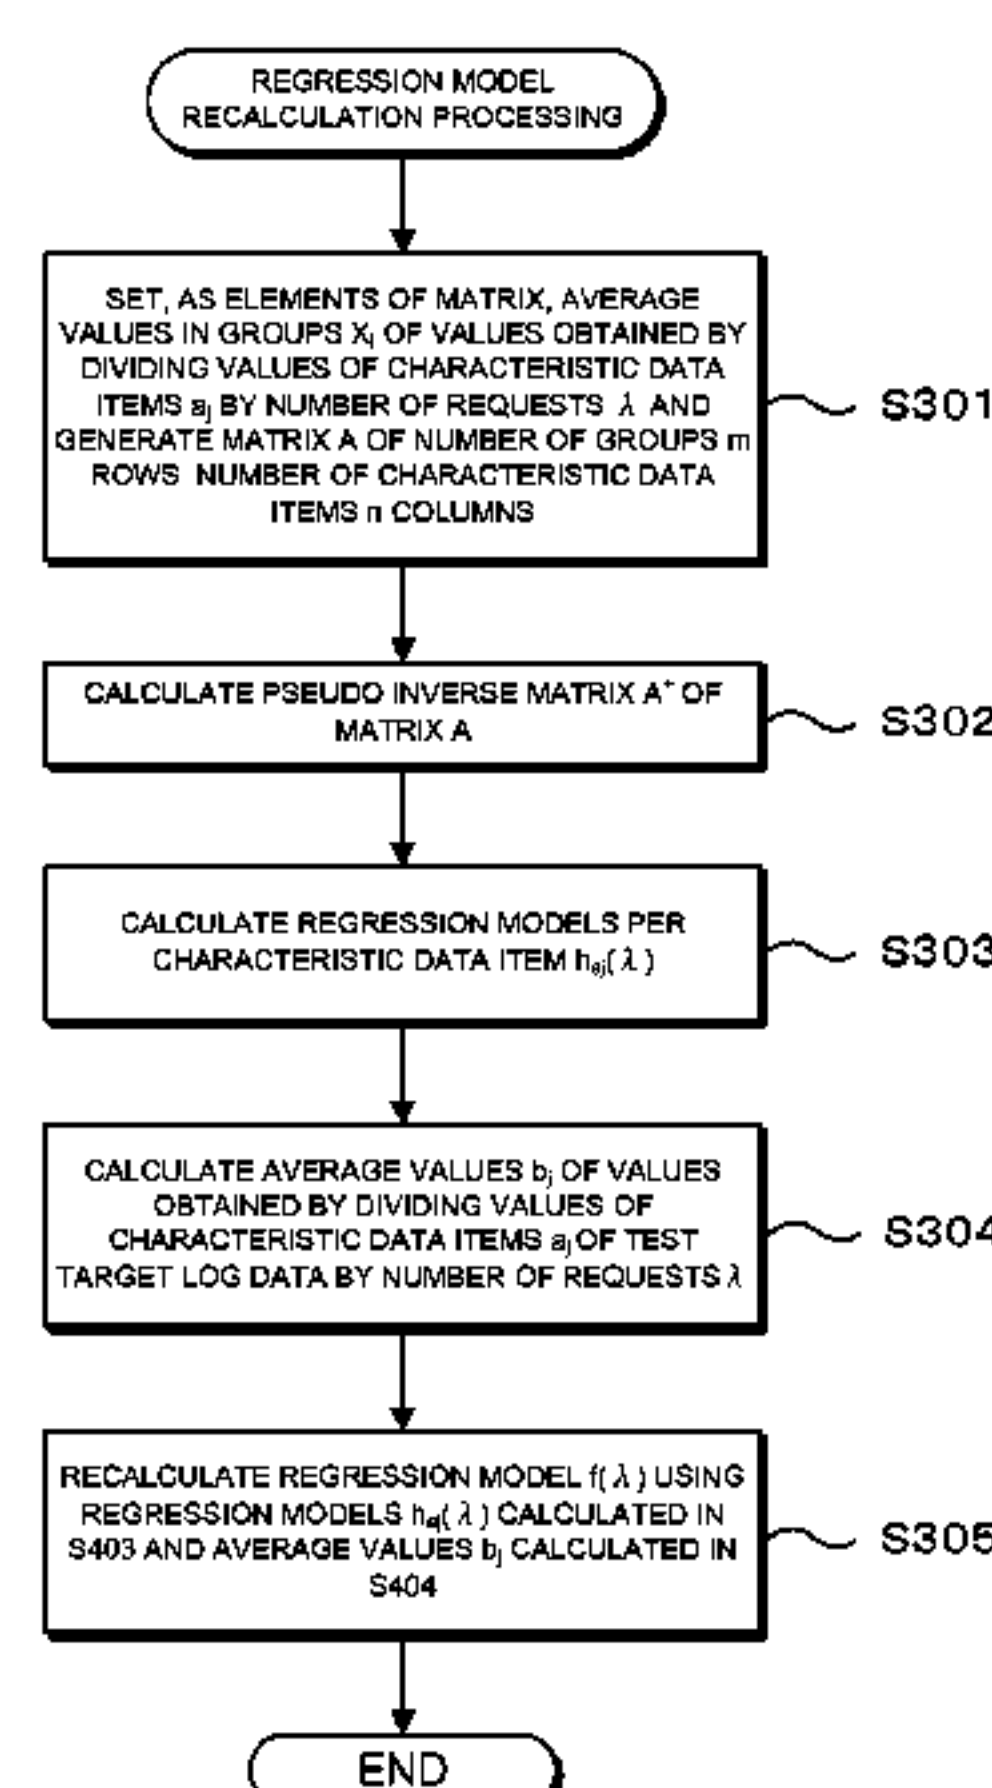 REGRESSION MODEL
RECALCULATION PROCESSING
SET, AS ELEMENTS OF MATRIX, AVERAGE
VALUES IN GROUPS Xi OF VALUES OBTAINED BY
DIVIDING VALUES OF CHARACTERISTIC DATA
ITEMS aj BY NUMBER OF REQUESTS λ AND
GENERATE MATRIX A OF NUMBER OF GROUPS m
ROWS NUMBER OF CHARACTERISTIC DATA
ITEMS n COLUMNS
S301
CALCULATE PSEUDO INVERSE MATRIX A+ OF
MATRIX A
S302
CALCULATE REGRESSION MODELS PER
CHARACTERISTIC DATA ITEM haj(λ)
S303
CALCULATE AVERAGE VALUES bj OF VALUES
OBTAINED BY DIVIDING VALUES OF
CHARACTERISTIC DATA ITEMS aj OF TEST
TARGET LOG DATA BY NUMBER OF REQUESTS λ
S304
RECALCULATE REGRESSION MODEL f(λ) USING
REGRESSION MODELS haj(λ) CALCULATED IN
S403 AND AVERAGE VALUES bj CALCULATED IN
S404
S305
END